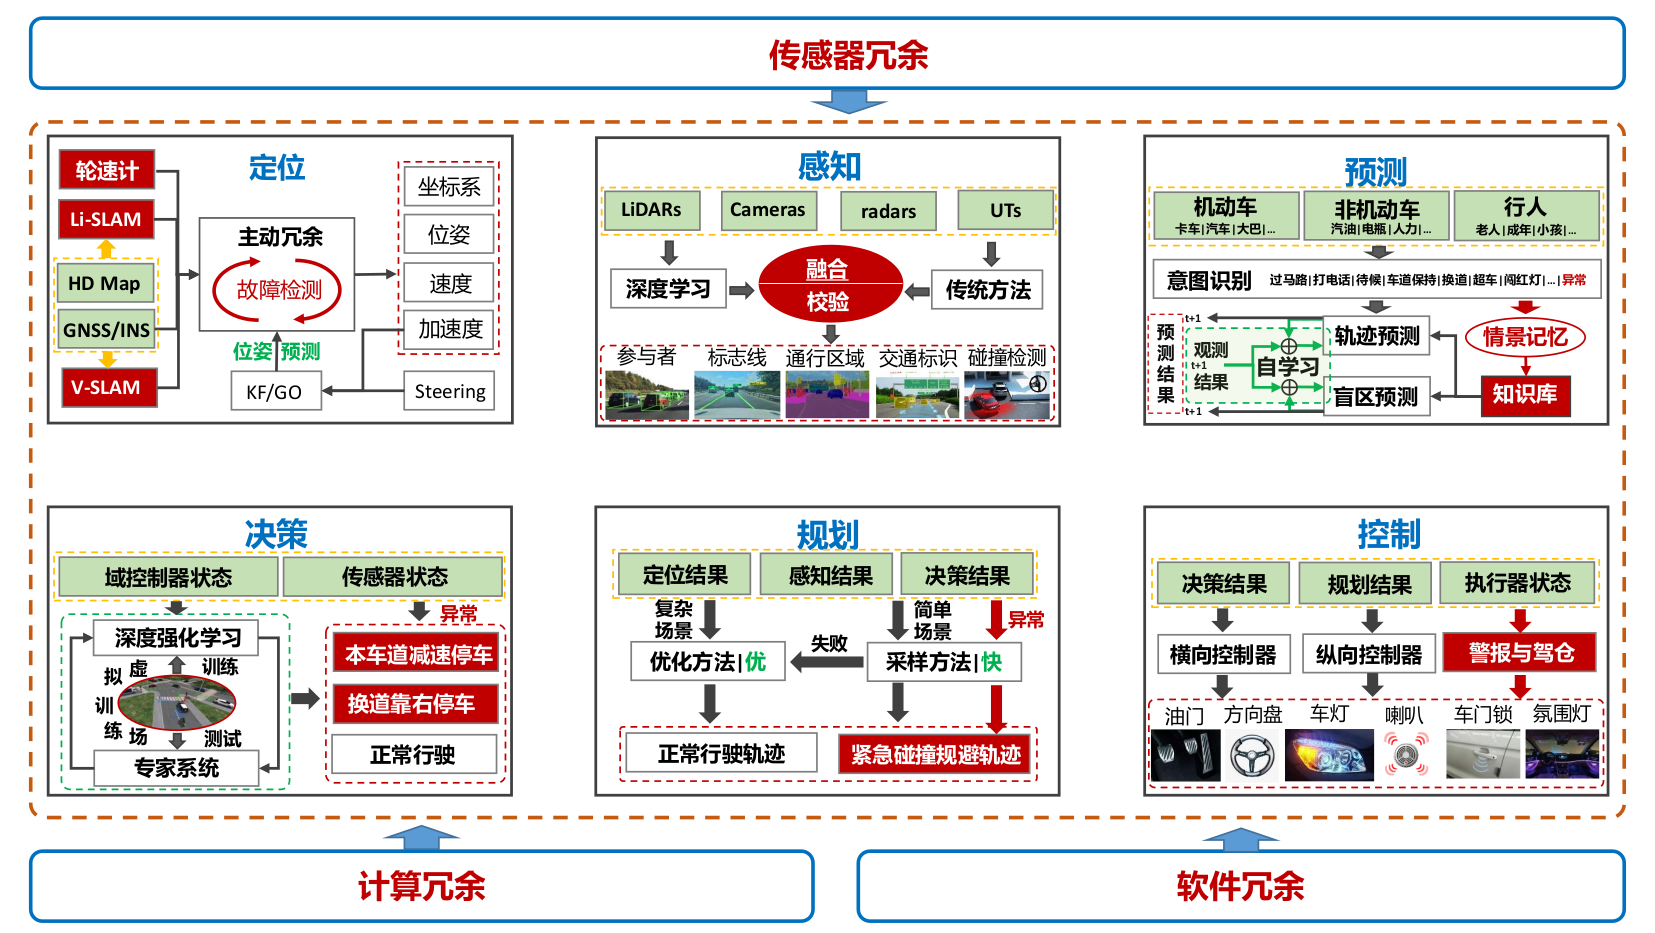 传感器冗余
定位
轮速计
Li-SLAM
HD Map
GNSS/INS
V-SLAM
主动冗余
故障检测
位姿 预测
KF/GO
坐标系
位姿
速度
加速度
Steering
感知
LiDARs
Cameras
radars
UTs
深度学习
融合
校验
传统方法
参与者
标志线
通行区域
交通标识
碰撞检测
预测
机动车
卡车|汽车|大巴|...
非机动车
汽油|电瓶|人力|...
行人
老人|成年|小孩|...
意图识别
过马路|打电话|待候|车道保持|换道|超车|闯红灯|...|异常
预测结果
t+1
观测
t+1
结果
自学习
t+1
轨迹预测
盲区预测
情景记忆
知识库
决策
域控制器状态
传感器状态
异常
深度强化学习
虚拟训练场
训练
测试
专家系统
本车道减速停车
换道靠右停车
正常行驶
规划
定位结果
感知结果
决策结果
复杂
场景
简单
场景
异常
优化方法|优
失败
采样方法|快
正常行驶轨迹
紧急碰撞规避轨迹
控制
决策结果
规划结果
执行器状态
横向控制器
纵向控制器
警报与驾仓
油门
方向盘
车灯
喇叭
车门锁
氛围灯
计算冗余
软件冗余